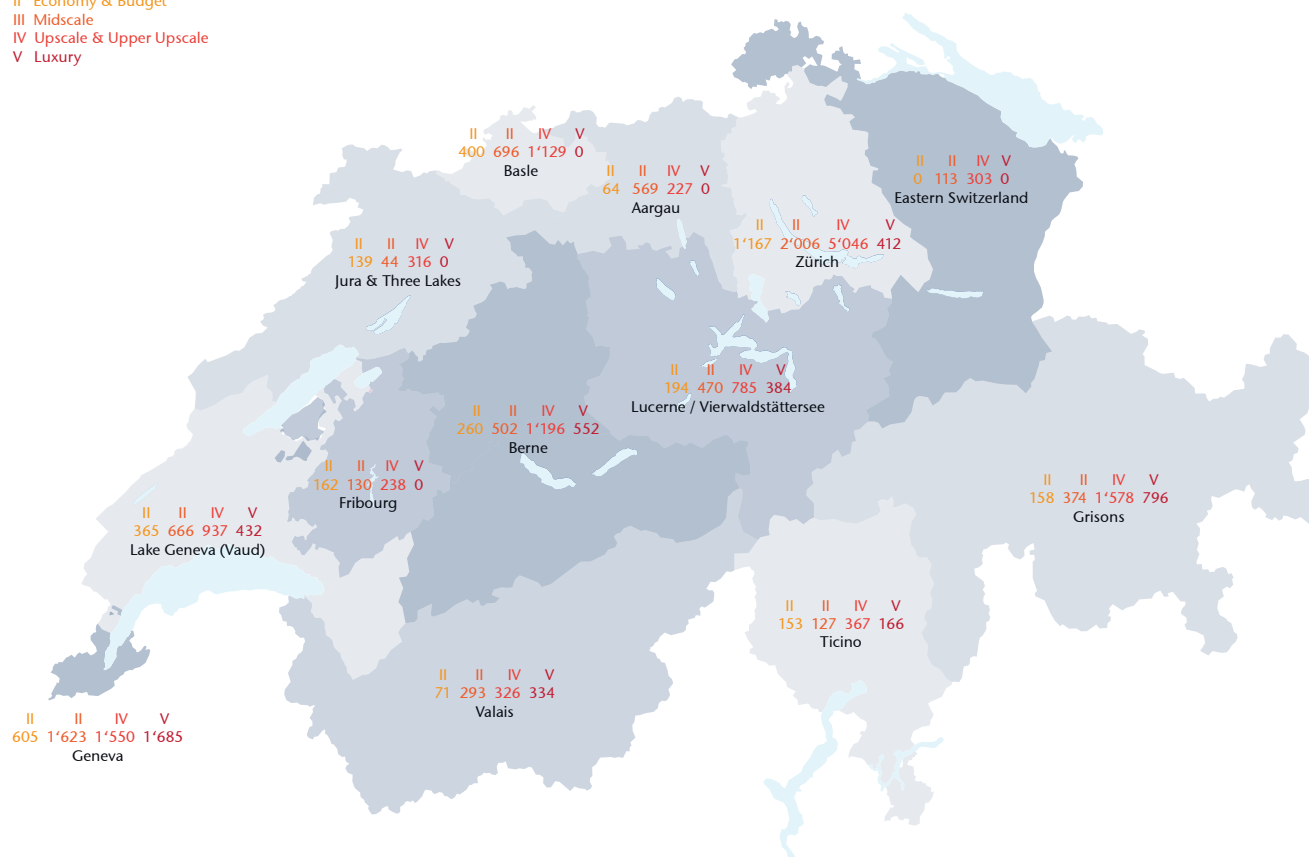 II Economy & Budget
III Midscale
IV Upscale & Upper Upscale
V Luxury
II II IV V
400 696 1‘129 0
Basle
II II IV V
64 569 227 0
Aargau
II II IV V
0 113 303 0
Eastern Switzerland
II II IV V
1‘167 2‘006 5‘046 412
Zürich
II II IV V
139 44 316 0
Jura & Three Lakes
II II IV V
194 470 785 384
Lucerne / Vierwaldstättersee
II II IV V
260 502 1‘196 552
Berne
II II IV V
162 130 238 0
Fribourg
II II IV V
158 374 1‘578 796
Grisons
II II IV V
365 666 937 432
Lake Geneva (Vaud)
II II IV V
153 127 367 166
Ticino
II II IV V
71 293 326 334
Valais
II II IV V
605 1‘623 1‘550 1‘685
Geneva